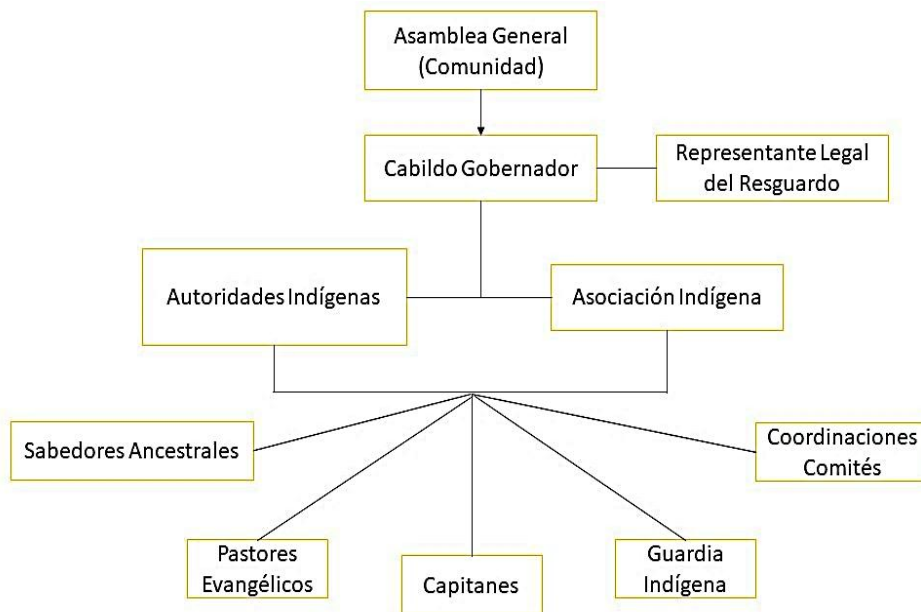 Asamblea General
(Comunidad)
Cabildo Gobernador
Representante Legal
del Resguardo
Autoridades Indígenas
Asociación Indígena
Sabedores Ancestrales
Coordinaciones
Comités
Pastores
Evangélicos
Capitanes
Guardia
Indígena